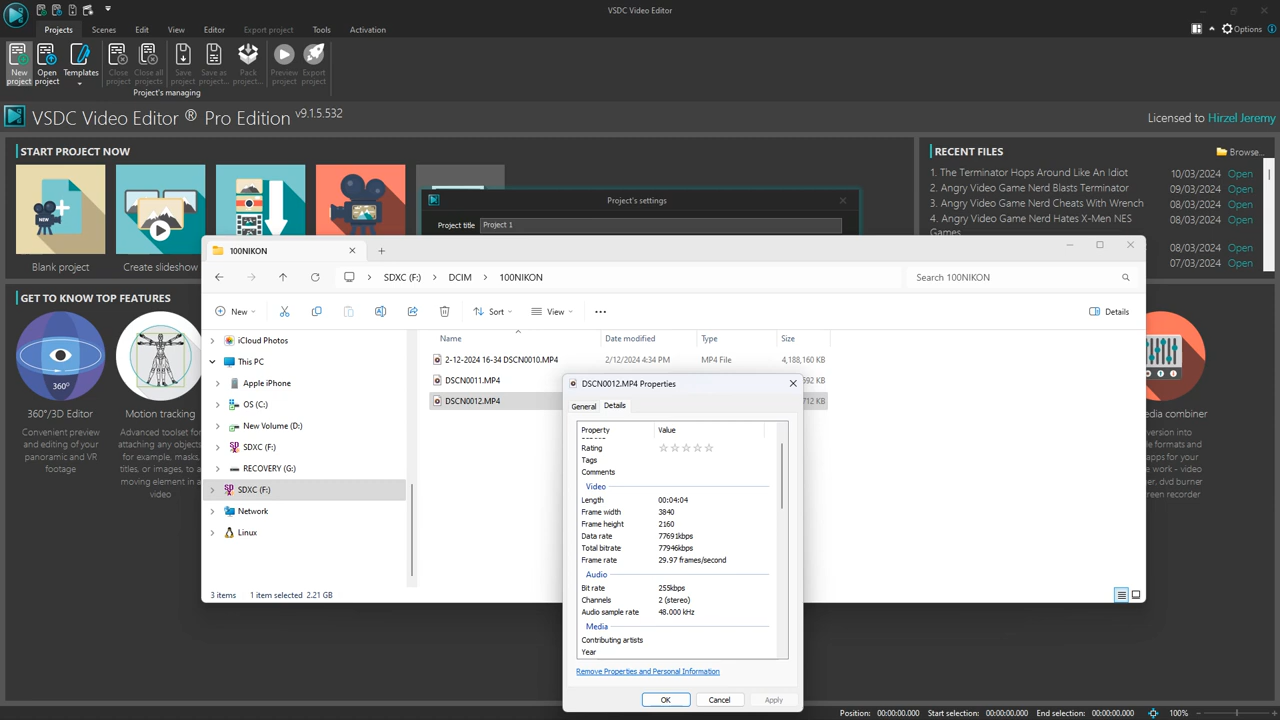 VSDC Video Editor
Projects Scenes Edit View Editor Export project Tools Activation
Options
New project
Open project
Templates
Close project
Close all projects
Save project
Save as project...
Pack project...
Preview project
Export project
Project's managing
VSDC Video Editor ® Pro Edition v9.1.5.532
Licensed to Hirzel Jeremy
START PROJECT NOW
NEW
Blank project
Create slideshow
RECENT FILES
Browse...
1. The Terminator Hops Around Like An Idiot 10/03/2024 Open
2. Angry Video Game Nerd Blasts Terminator 09/03/2024 Open
3. Angry Video Game Nerd Cheats With Wrench 08/03/2024 Open
4. Angry Video Game Nerd Hates X-Men NES Games 08/03/2024 Open
08/03/2024 Open
07/03/2024 Open
Project's settings
Project title Project 1
GET TO KNOW TOP FEATURES
360°
360°/3D Editor
Convenient preview
and editing of your
panoramic and VR
footage
Motion tracking
Advanced toolset for
attaching any objects,
for example, masks,
titles, or images, to a
moving element in a
video
100NIKON
SDXC (F:) DCIM 100NIKON
Search 100NIKON
New Sort View Details
iCloud Photos
This PC
Apple iPhone
OS (C:)
New Volume (D:)
SDXC (F:)
RECOVERY (G:)
SDXC (F:)
Network
Linux
Name Date modified Type Size
2-12-2024 16-34 DSCN0010.MP4 2/12/2024 4:34 PM MP4 File 4,188,160 KB
DSCN0011.MP4
DSCN0012.MP4
3 items 1 item selected 2.21 GB
DSCN0012.MP4 Properties
General Details
Property Value
Rating
Tags
Comments
Video
Length 00:04:04
Frame width 3840
Frame height 2160
Data rate 77691kbps
Total bitrate 77946kbps
Frame rate 29.97 frames/second
Audio
Bit rate 255kbps
Channels 2 (stereo)
Audio sample rate 48.000 kHz
Media
Contributing artists
Year
Remove Properties and Personal Information
OK Cancel Apply
Position: 00:00:00.000 Start selection: 00:00:00.000 End selection: 00:00:00.000 100%